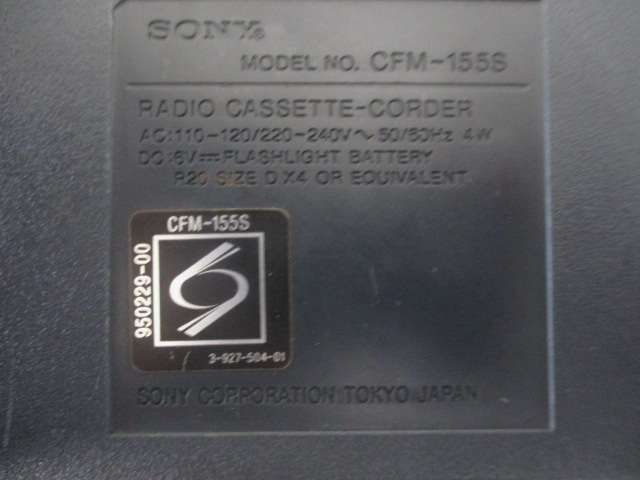 SONY®
MODEL NO. CFM-155S
RADIO CASSETTE-CORDER
AC:110-120/220-240V∼ 50/60Hz 4W
DC:6V⎓FLASHLIGHT BATTERY
R20 SIZE D X4 OR EQUIVALENT
CFM-155S
950229-00
3-927-504-01
SONY CORPORATION TOKYO JAPAN